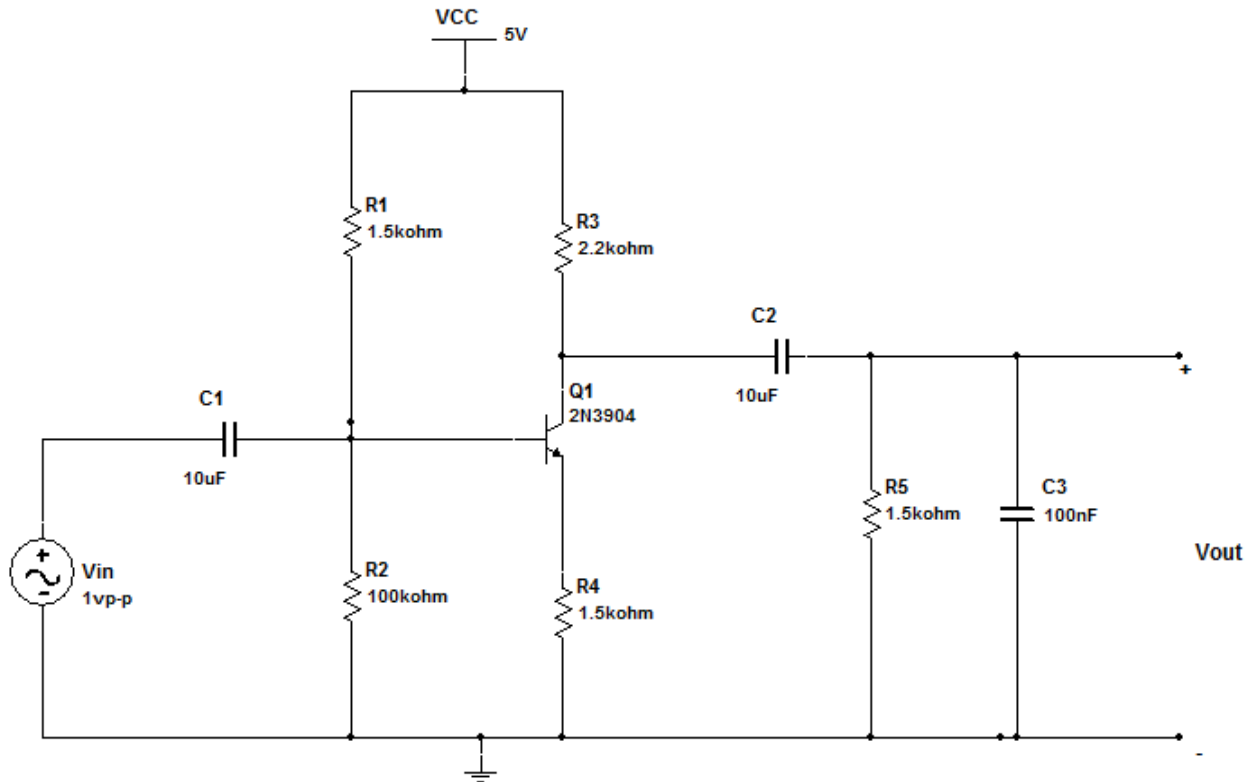 VCC
5V
R1
1.5kohm
R3
2.2kohm
C2
10uF
+
C1
10uF
Q1
2N3904
R5
1.5kohm
C3
100nF
Vout
+
-
Vin
1vp-p
R2
100kohm
R4
1.5kohm
-